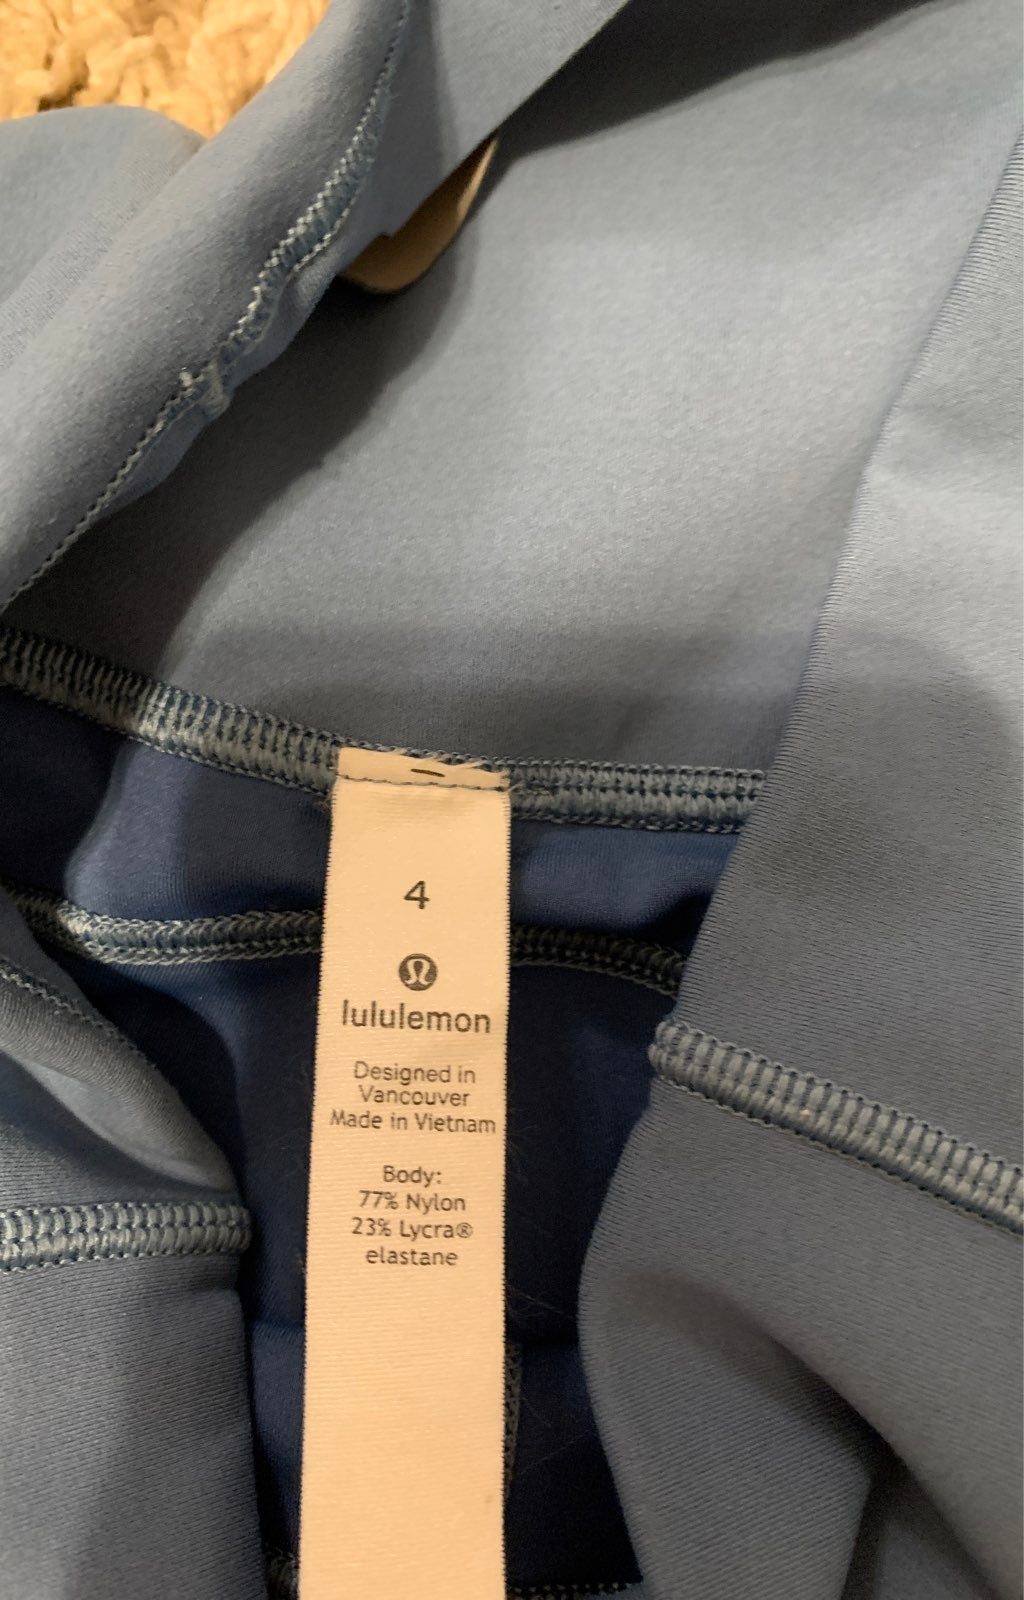 4
lululemon
Designed in
Vancouver
Made in Vietnam
Body:
77% Nylon
23% Lycra®
elastane